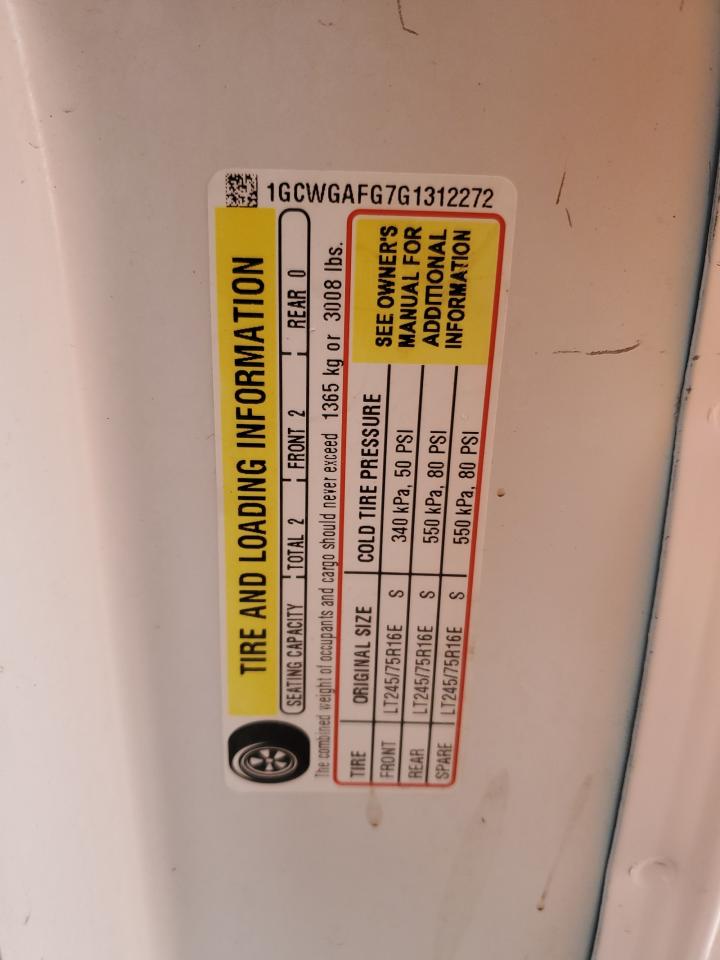 1GCWGAFG7G1312272
TIRE AND LOADING INFORMATION
SEATING CAPACITY TOTAL 2 FRONT 2 REAR 0
The combined weight of occupants and cargo should never exceed 1365 kg or 3008 lbs.
TIRE ORIGINAL SIZE COLD TIRE PRESSURE
FRONT LT245/75R16E S 340 kPa, 50 PSI
REAR LT245/75R16E S 550 kPa, 80 PSI
SPARE LT245/75R16E S 550 kPa, 80 PSI
SEE OWNER'S
MANUAL FOR
ADDITIONAL
INFORMATION